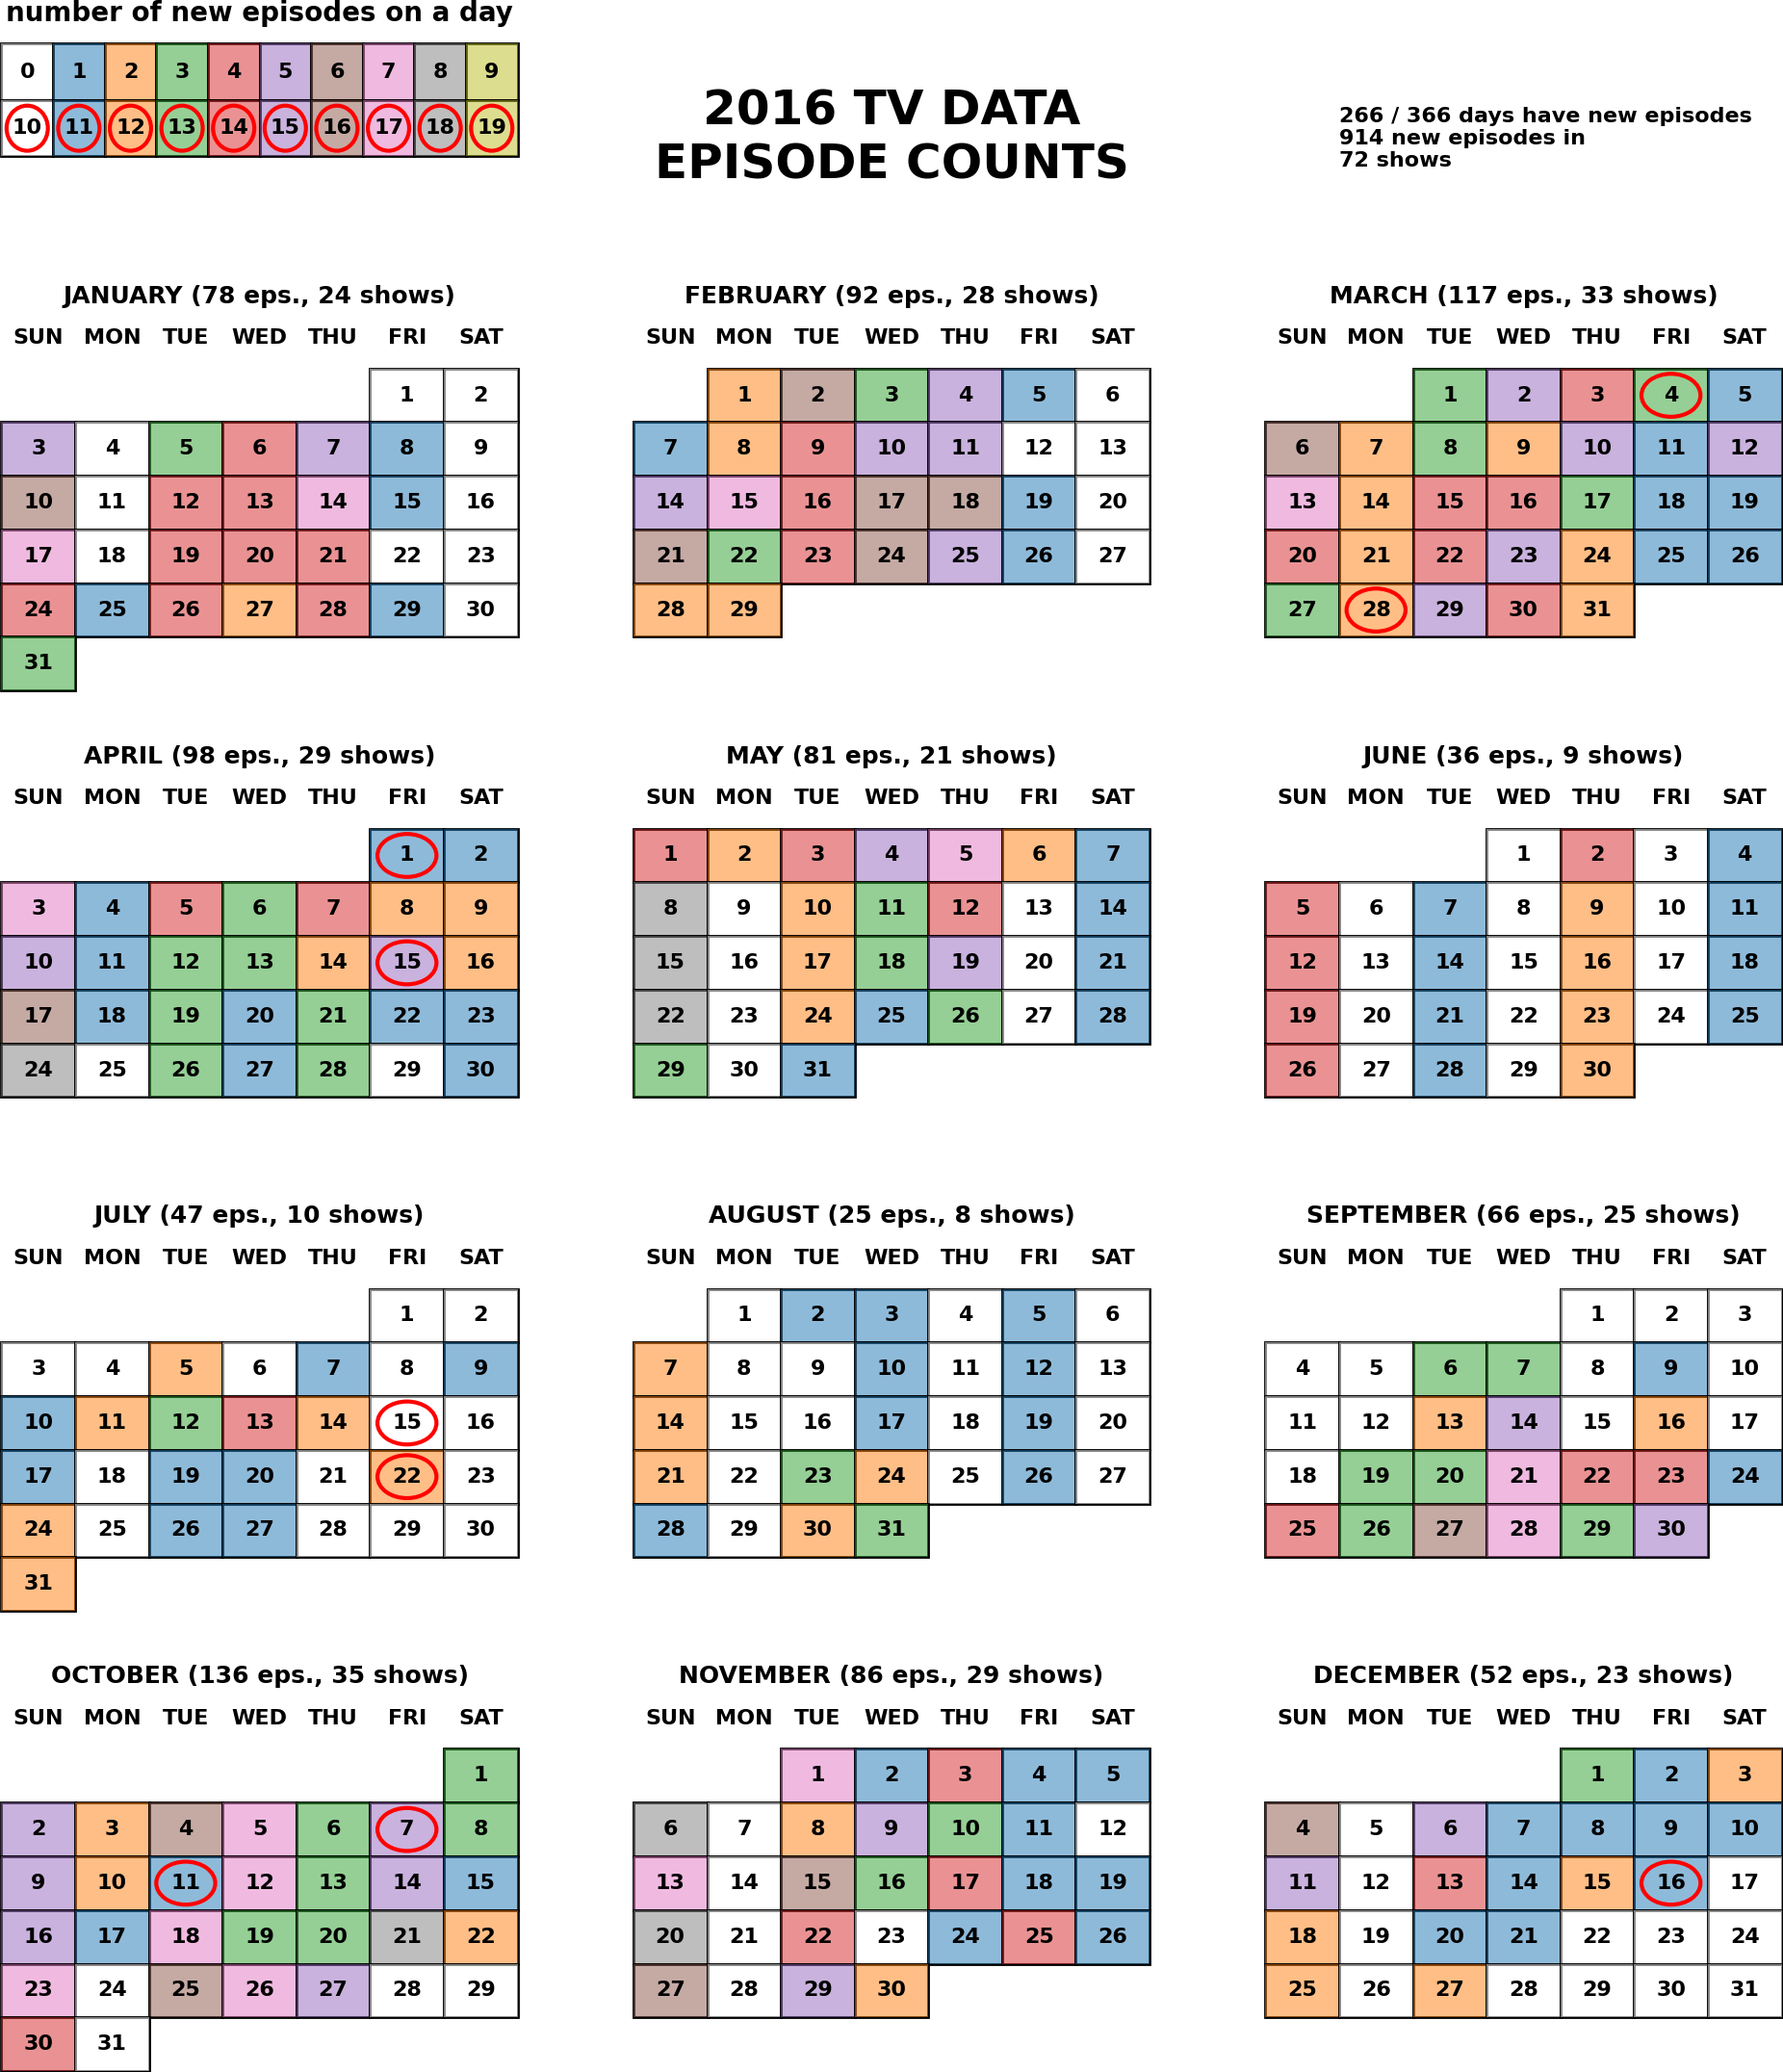 number of new episodes on a day
0 1 2 3 4 5 6 7 8 9
10 11 12 13 14 15 16 17 18 19
2016 TV DATA
EPISODE COUNTS
266 / 366 days have new episodes
914 new episodes in
72 shows
JANUARY (78 eps., 24 shows)
SUN MON TUE WED THU FRI SAT
1 2
3 4 5 6 7 8 9
10 11 12 13 14 15 16
17 18 19 20 21 22 23
24 25 26 27 28 29 30
31
FEBRUARY (92 eps., 28 shows)
SUN MON TUE WED THU FRI SAT
1 2 3 4 5 6
7 8 9 10 11 12 13
14 15 16 17 18 19 20
21 22 23 24 25 26 27
28 29
MARCH (117 eps., 33 shows)
SUN MON TUE WED THU FRI SAT
1 2 3 4 5
6 7 8 9 10 11 12
13 14 15 16 17 18 19
20 21 22 23 24 25 26
27 28 29 30 31
APRIL (98 eps., 29 shows)
SUN MON TUE WED THU FRI SAT
1 2
3 4 5 6 7 8 9
10 11 12 13 14 15 16
17 18 19 20 21 22 23
24 25 26 27 28 29 30
MAY (81 eps., 21 shows)
SUN MON TUE WED THU FRI SAT
1 2 3 4 5 6 7
8 9 10 11 12 13 14
15 16 17 18 19 20 21
22 23 24 25 26 27 28
29 30 31
JUNE (36 eps., 9 shows)
SUN MON TUE WED THU FRI SAT
1 2 3 4
5 6 7 8 9 10 11
12 13 14 15 16 17 18
19 20 21 22 23 24 25
26 27 28 29 30
JULY (47 eps., 10 shows)
SUN MON TUE WED THU FRI SAT
1 2
3 4 5 6 7 8 9
10 11 12 13 14 15 16
17 18 19 20 21 22 23
24 25 26 27 28 29 30
31
AUGUST (25 eps., 8 shows)
SUN MON TUE WED THU FRI SAT
1 2 3 4 5 6
7 8 9 10 11 12 13
14 15 16 17 18 19 20
21 22 23 24 25 26 27
28 29 30 31
SEPTEMBER (66 eps., 25 shows)
SUN MON TUE WED THU FRI SAT
1 2 3
4 5 6 7 8 9 10
11 12 13 14 15 16 17
18 19 20 21 22 23 24
25 26 27 28 29 30
OCTOBER (136 eps., 35 shows)
SUN MON TUE WED THU FRI SAT
1
2 3 4 5 6 7 8
9 10 11 12 13 14 15
16 17 18 19 20 21 22
23 24 25 26 27 28 29
30 31
NOVEMBER (86 eps., 29 shows)
SUN MON TUE WED THU FRI SAT
1 2 3 4 5
6 7 8 9 10 11 12
13 14 15 16 17 18 19
20 21 22 23 24 25 26
27 28 29 30
DECEMBER (52 eps., 23 shows)
SUN MON TUE WED THU FRI SAT
1 2 3
4 5 6 7 8 9 10
11 12 13 14 15 16 17
18 19 20 21 22 23 24
25 26 27 28 29 30 31